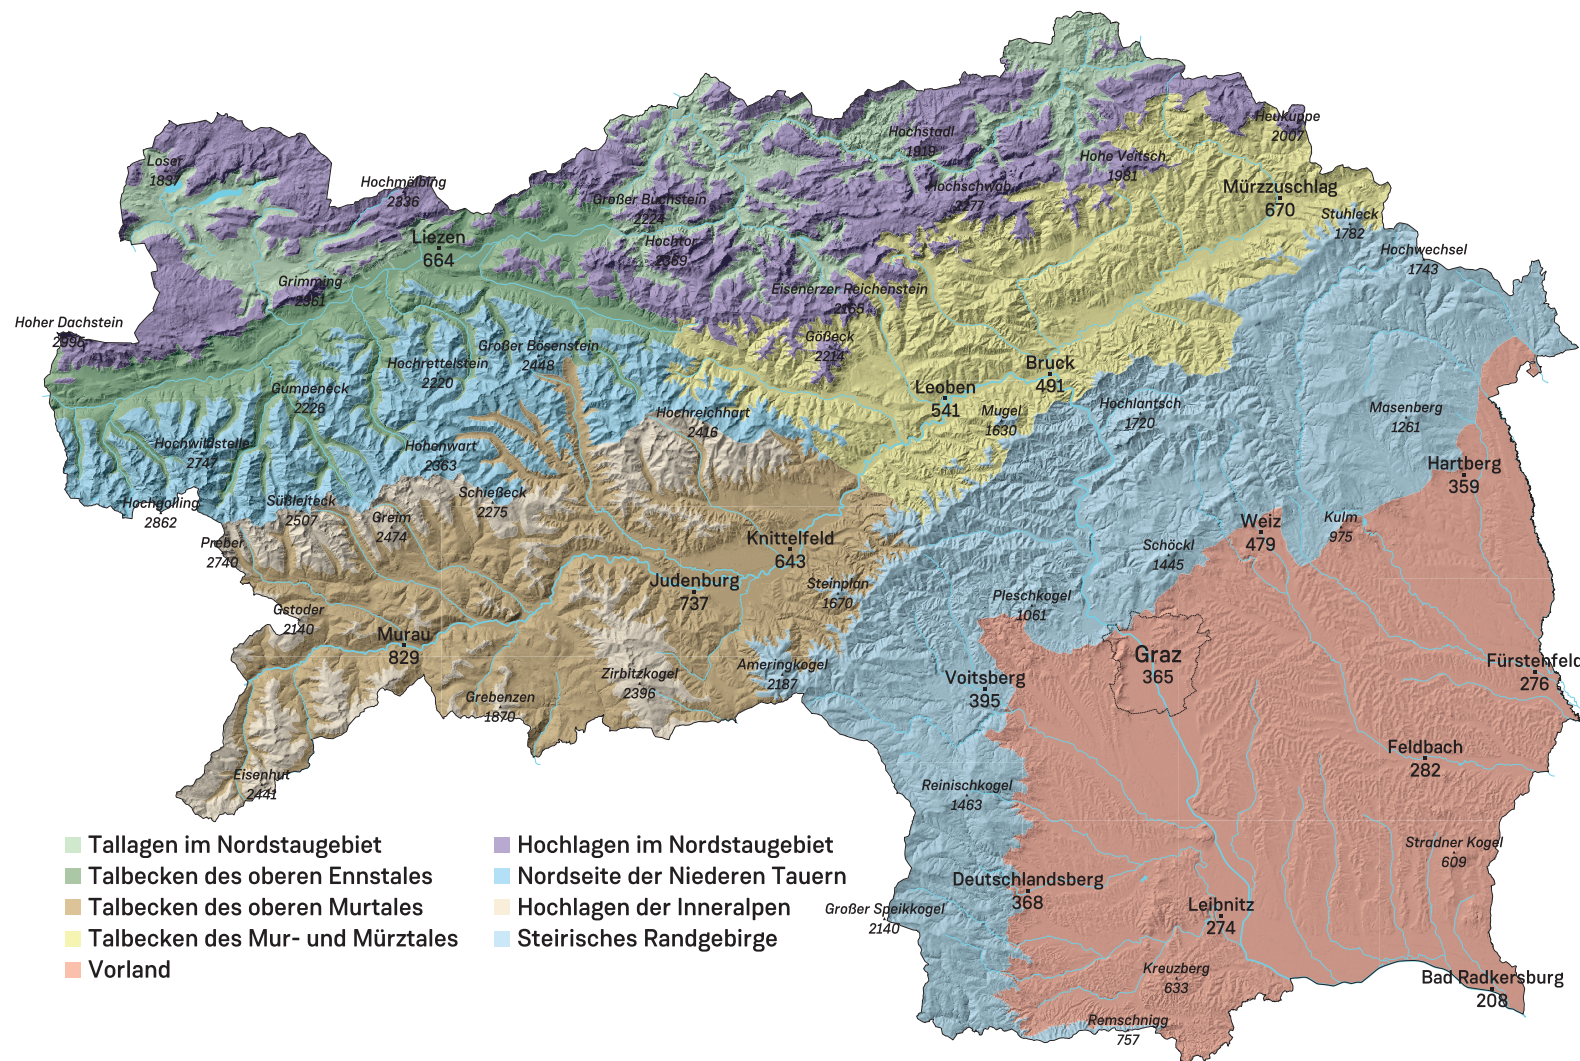 Heukuppe
2007
Hochstadl
1919
Loser
1837
Hohe Veitsch
1981
Hochmölbing
2336
Hochschwab
2277
Mürzzuschlag
670
Großer Buchstein
2224
Stuhleck
1782
Liezen
664
Hochtor
2369
Hochwechsel
1743
Grimming
2351
Eisenerzer Reichenstein
2165
Hoher Dachstein
2995
Gößeck
2214
Großer Bösenstein
2448
Hochrettelstein
2220
Bruck
491
Gumpeneck
2226
Leoben
541
Hochlantsch
1720
Mugel
1630
Masenberg
1261
Hochreichhart
2416
Hochwildstelle
2747
Hohenwart
2363
Hartberg
359
Schießeck
2275
Hochgolling
2862
Süßleiteck
2507
Greim
2474
Weiz
479
Kulm
975
Preber
2740
Knittelfeld
643
Schöckl
1445
Judenburg
737
Steinplan
1670
Pleschkogel
1061
Gstoder
2140
Murau
829
Graz
365
Fürstenfeld
276
Ameringkogel
2187
Zirbitzkogel
2396
Voitsberg
395
Grebenzen
1870
Feldbach
282
Eisenhut
2441
Reinischkogel
1463
Stradner Kogel
609
Deutschlandsberg
368
Großer Speikkogel
2140
Leibnitz
274
Kreuzberg
633
Bad Radkersburg
208
Remschnigg
757
Tallagen im Nordstaugebiet
Talbecken des oberen Ennstales
Talbecken des oberen Murtales
Talbecken des Mur- und Mürztales
Vorland
Hochlagen im Nordstaugebiet
Nordseite der Niederen Tauern
Hochlagen der Inneralpen
Steirisches Randgebirge